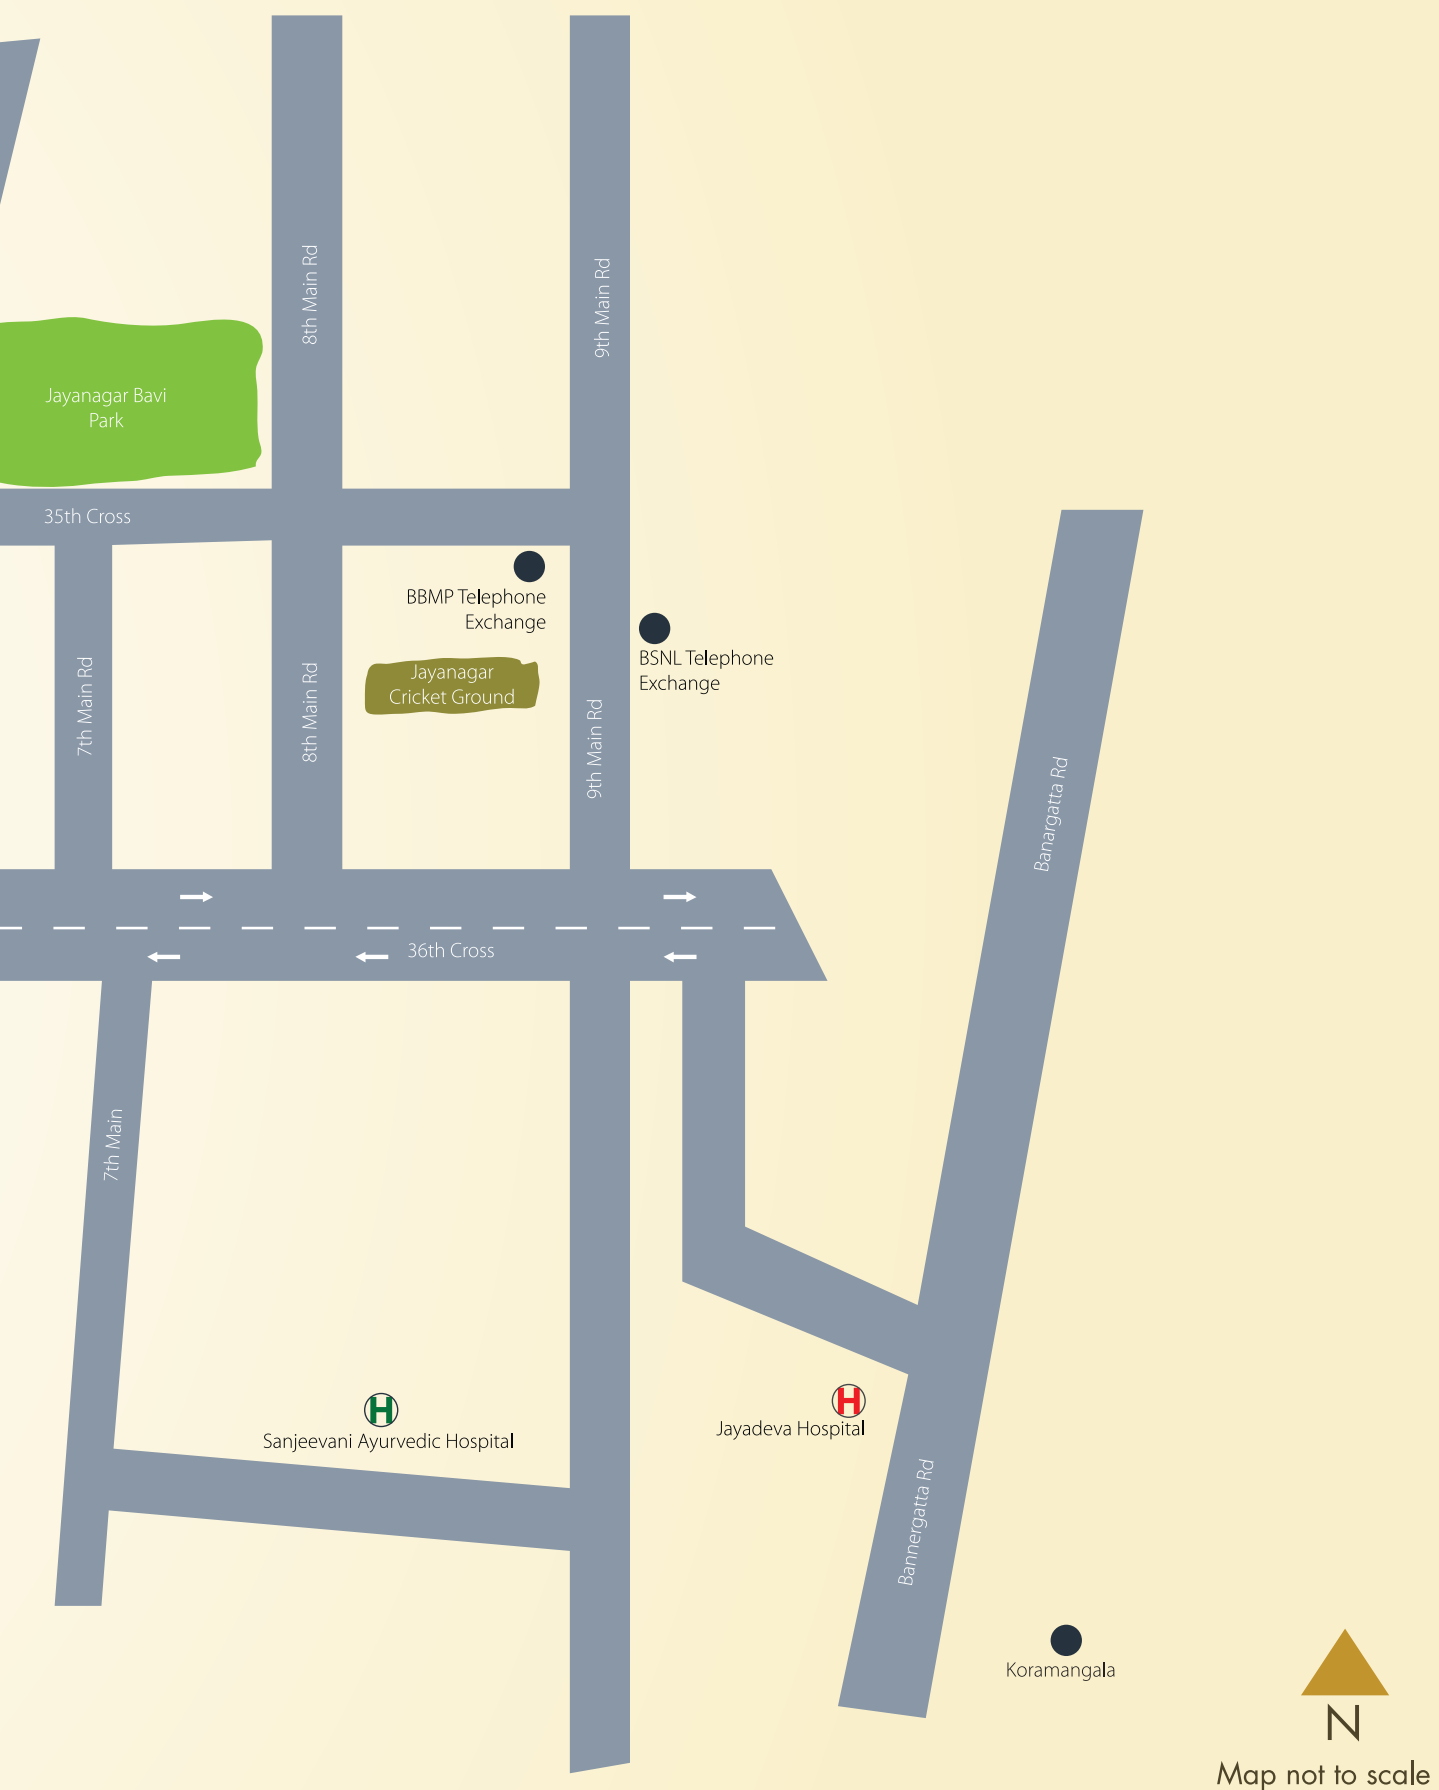 8th Main Rd
9th Main Rd
Jayanagar Bavi
Park
35th Cross
BBMP Telephone
Exchange
BSNL Telephone
Exchange
Jayanagar
Cricket Ground
7th Main Rd
8th Main Rd
9th Main Rd
Banargatta Rd
36th Cross
7th Main
Sanjeevani Ayurvedic Hospital
H
Jayadeva Hospital
H
Bannergatta Rd
Koramangala
N
Map not to scale